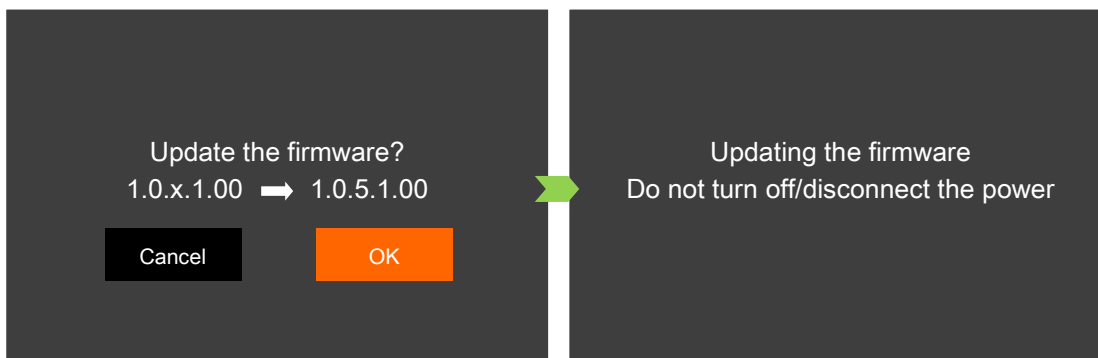 Update the firmware?
1.0.x.1.00 1.0.5.1.00
Cancel OK
Updating the firmware
Do not turn off/disconnect the power